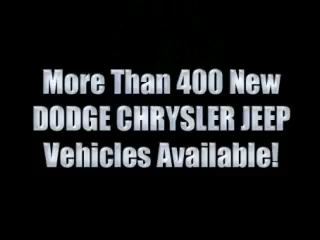 More Than 400 New
DODGE CHRYSLER JEEP
Vehicles Available!